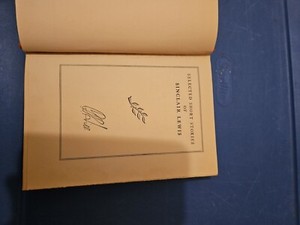 SELECTED SHORT STORIES
OF
SINCLAIR LEWIS